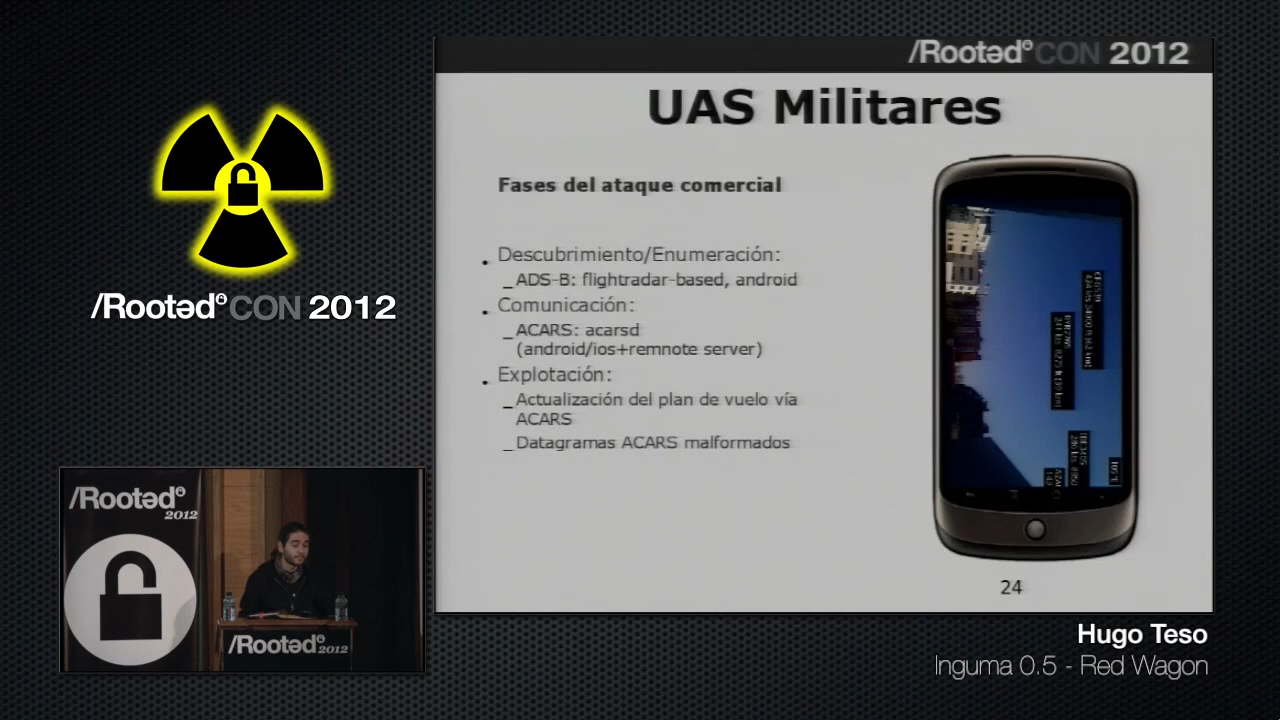 /Rootəd CON 2012
UAS Militares
Fases del ataque comercial
Descubrimiento/Enumeración:
_ADS-B: flightradar-based, android
Comunicación:
_ACARS: acarsd
(android/ios+remnote server)
Explotación:
_Actualización del plan de vuelo vía
ACARS
_Datagramas ACARS malformados
24
/Rootəd CON 2012
/Rootəd
2012
/Rootəd 2012
Hugo Teso
Inguma 0.5 - Red Wagon